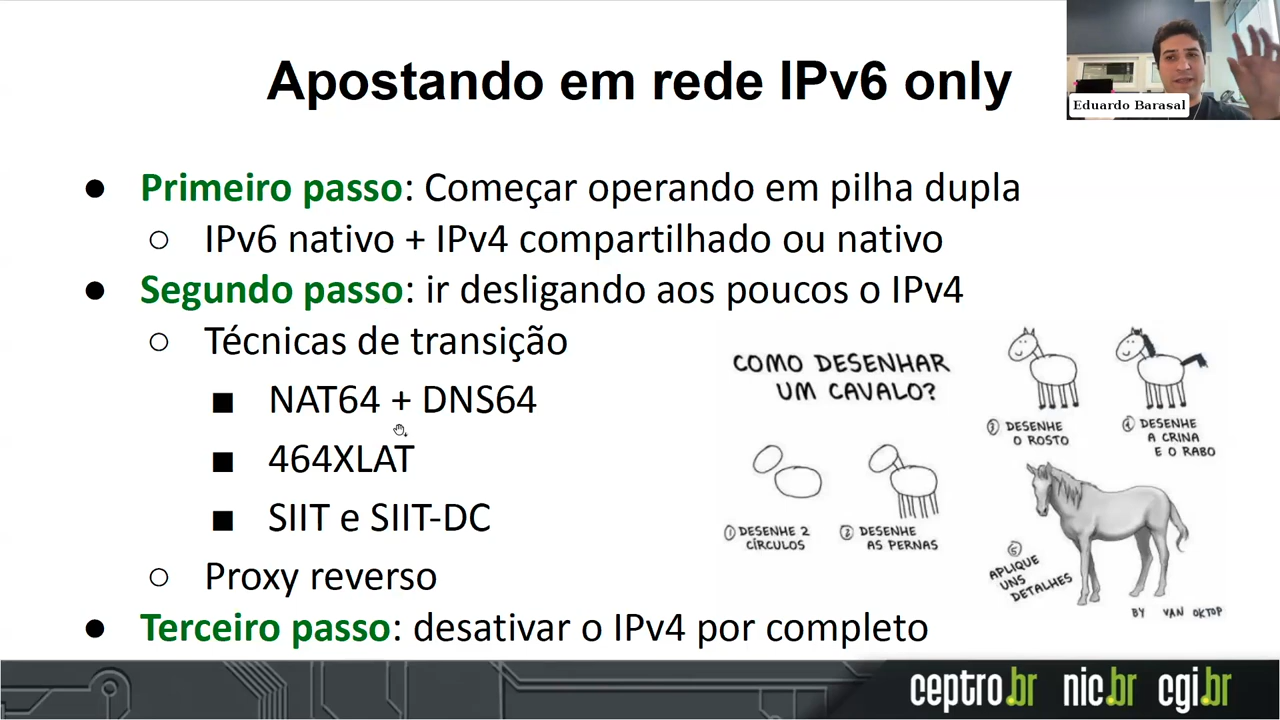 Apostando em rede IPv6 only
Eduardo Barasal
● Primeiro passo: Começar operando em pilha dupla
○ IPv6 nativo + IPv4 compartilhado ou nativo
● Segundo passo: ir desligando aos poucos o IPv4
○ Técnicas de transição
■ NAT64 + DNS64
■ 464XLAT
■ SIIT e SIIT-DC
○ Proxy reverso
● Terceiro passo: desativar o IPv4 por completo
COMO DESENHAR
UM CAVALO?
① DESENHE 2
CÍRCULOS
② DESENHE
AS PERNAS
③ DESENHE
O ROSTO
④ DESENHE
A CRINA
E O RABO
⑤
APLIQUE
UNS
DETALHES
BY VAN OKTOP
ceptro.br nic.br cgi.br